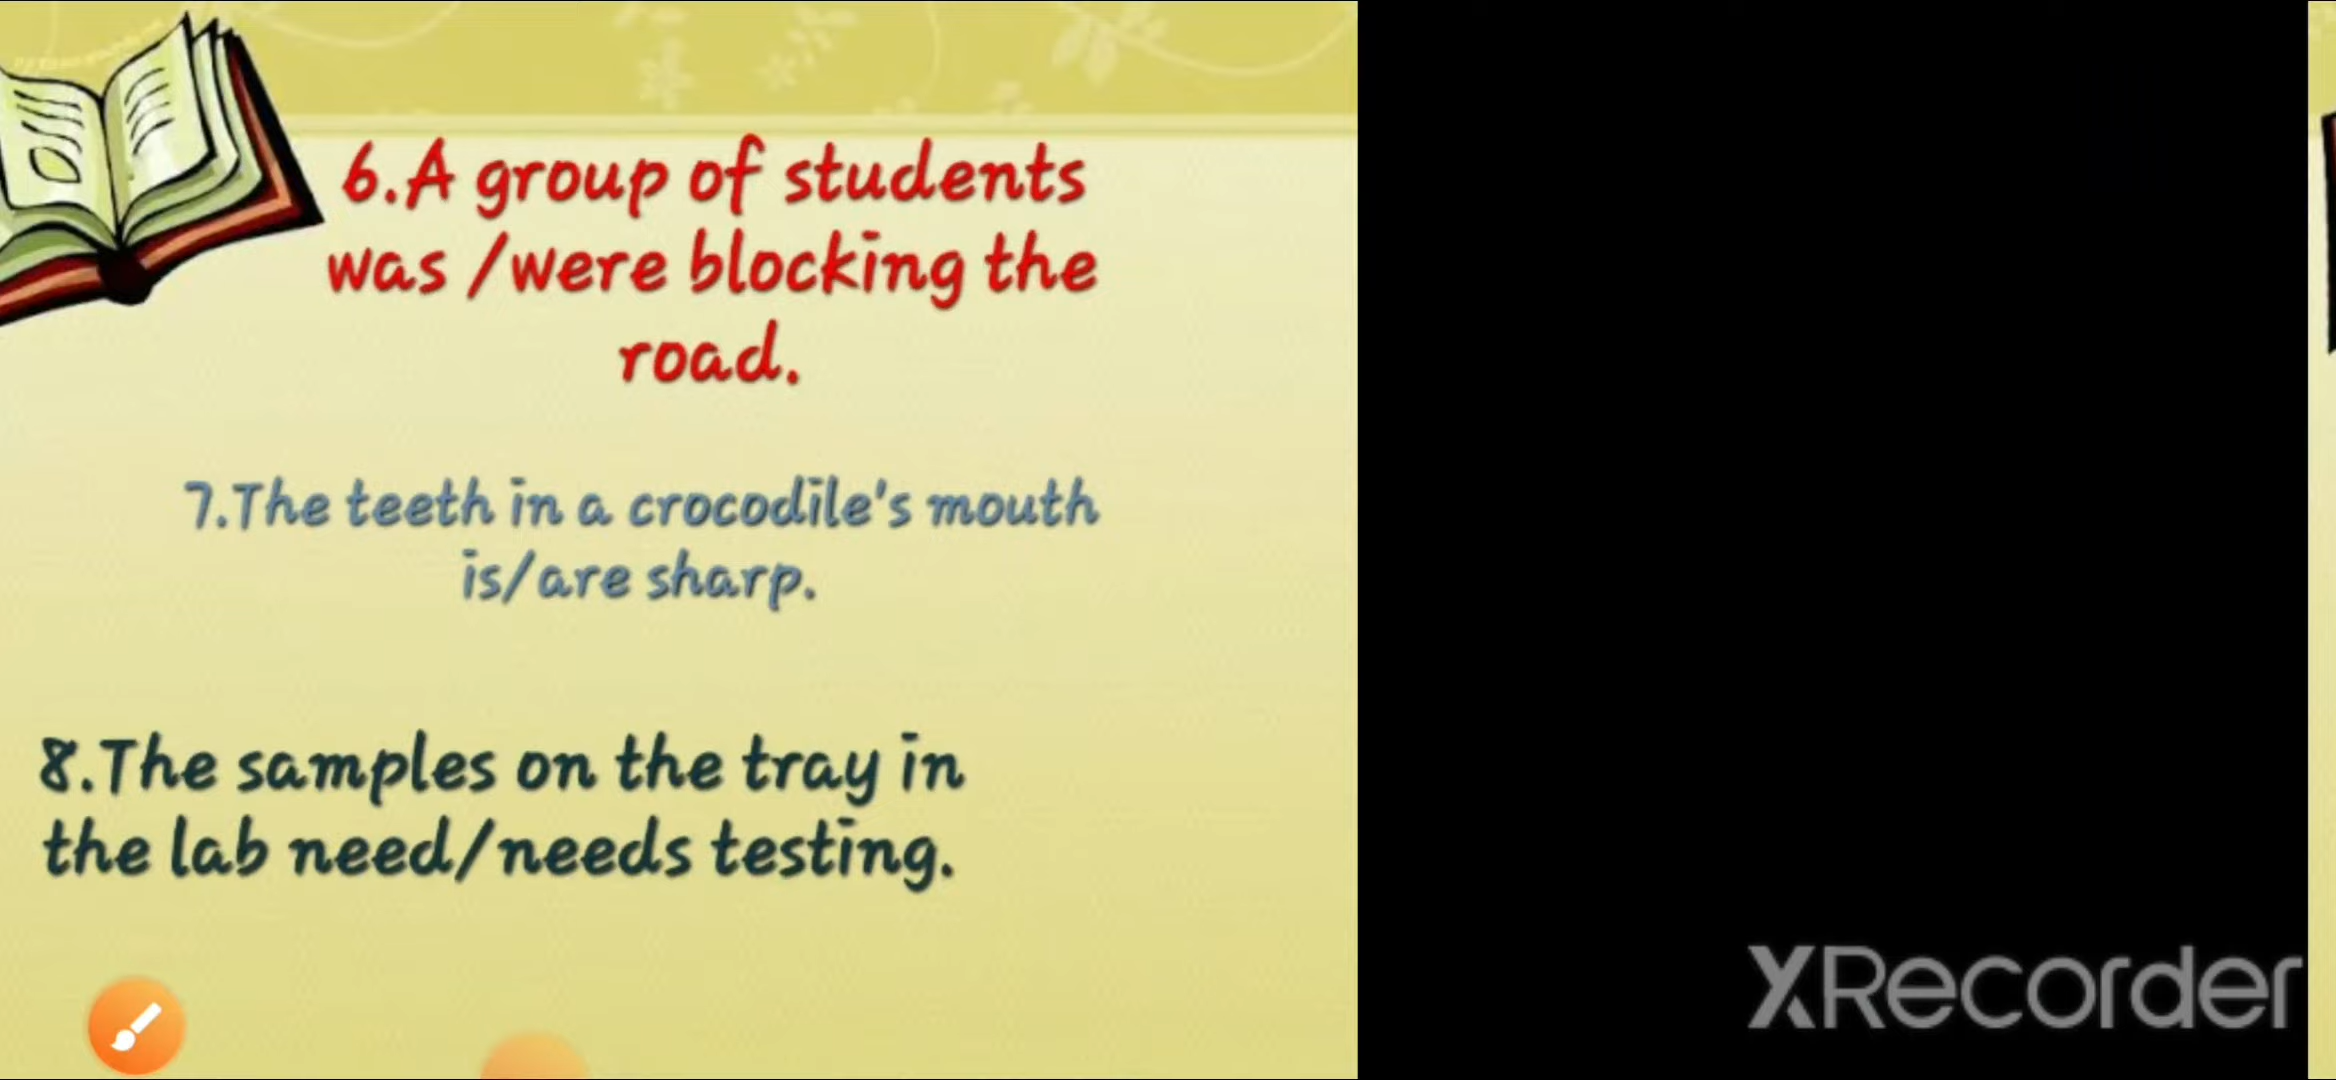 6.A group of students
was /were blocking the
road.
7.The teeth in a crocodile's mouth
is/are sharp.
8.The samples on the tray in
the lab need/needs testing.
XRecorder